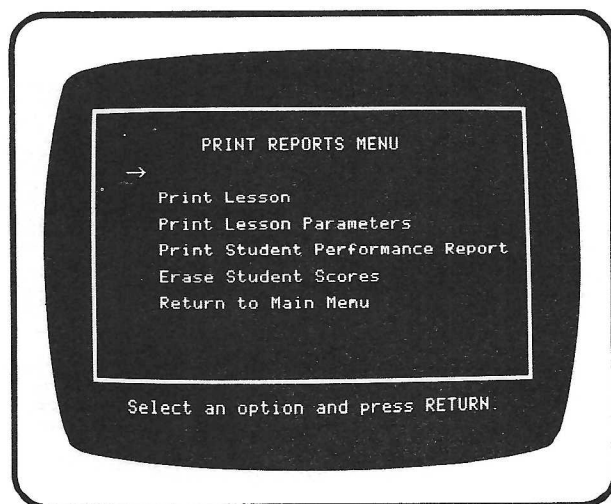 PRINT REPORTS MENU
→
Print Lesson
Print Lesson Parameters
Print Student Performance Report
Erase Student Scores
Return to Main Menu
Select an option and press RETURN.